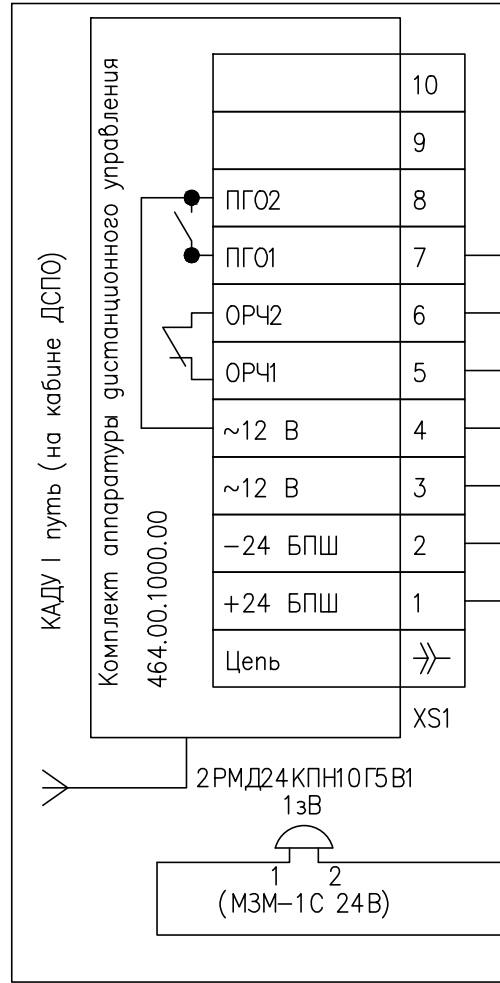 КАДУ I путь (на кабине ДСПО)
Комплект аппаратуры дистанционного управления
464.00.1000.00
10
9
ПГО2 8
ПГО1 7
ОРЧ2 6
ОРЧ1 5
~12 В 4
~12 В 3
-24 БПШ 2
+24 БПШ 1
Цепь
XS1
2РМД24КПН10Г5В1
1зВ
1 2
(МЗМ-1С 24В)